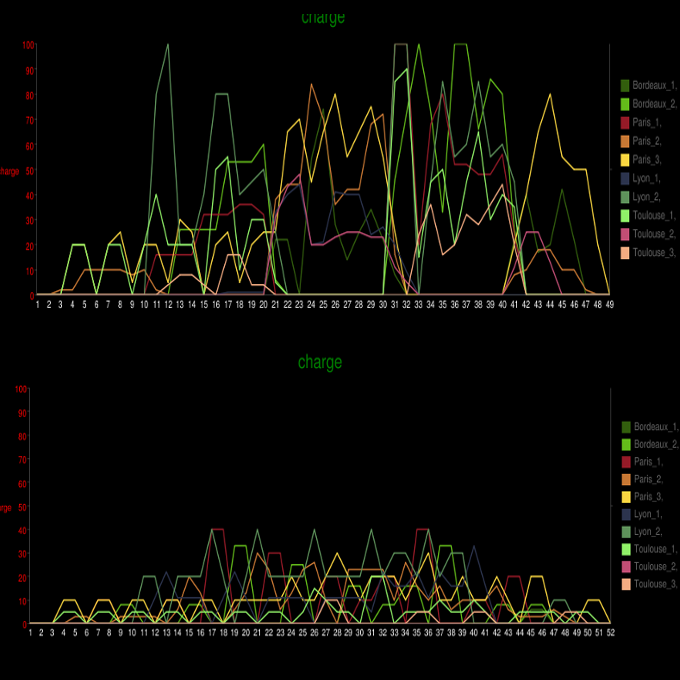 charge
100
90
80
70
60
50
harge
40
30
20
10
0
1 2 3 4 5 6 7 8 9 10 11 12 13 14 15 16 17 18 19 20 21 22 23 24 25 26 27 28 29 30 31 32 33 34 35 36 37 38 39 40 41 42 43 44 45 46 47 48 49
Bordeaux_1,
Bordeaux_2,
Paris_1,
Paris_2,
Paris_3,
Lyon_1,
Lyon_2,
Toulouse_1,
Toulouse_2,
Toulouse_3,
charge
100
90
80
70
60
50
rge
40
30
20
10
0
1 2 3 4 5 6 7 8 9 10 11 12 13 14 15 16 17 18 19 20 21 22 23 24 25 26 27 28 29 30 31 32 33 34 35 36 37 38 39 40 41 42 43 44 45 46 47 48 49 50 51 52
Bordeaux_1,
Bordeaux_2,
Paris_1,
Paris_2,
Paris_3,
Lyon_1,
Lyon_2,
Toulouse_1,
Toulouse_2,
Toulouse_3,